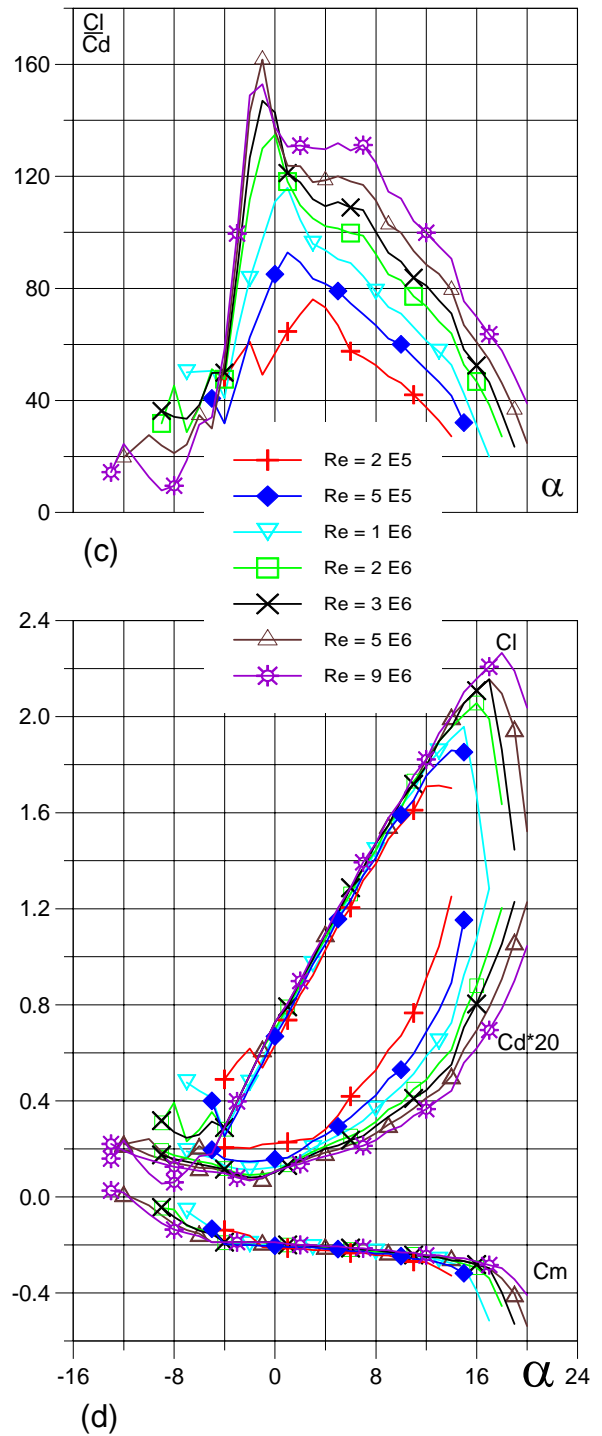 Cl
Cd
160
120
80
40
0
α
(c)
Re = 2 E5
Re = 5 E5
Re = 1 E6
Re = 2 E6
Re = 3 E6
Re = 5 E6
Re = 9 E6
2.4
Cl
2.0
1.6
1.2
0.8
Cd*20
0.4
0.0
Cm
-0.4
-16 -8 0 8 16 24
α
(d)